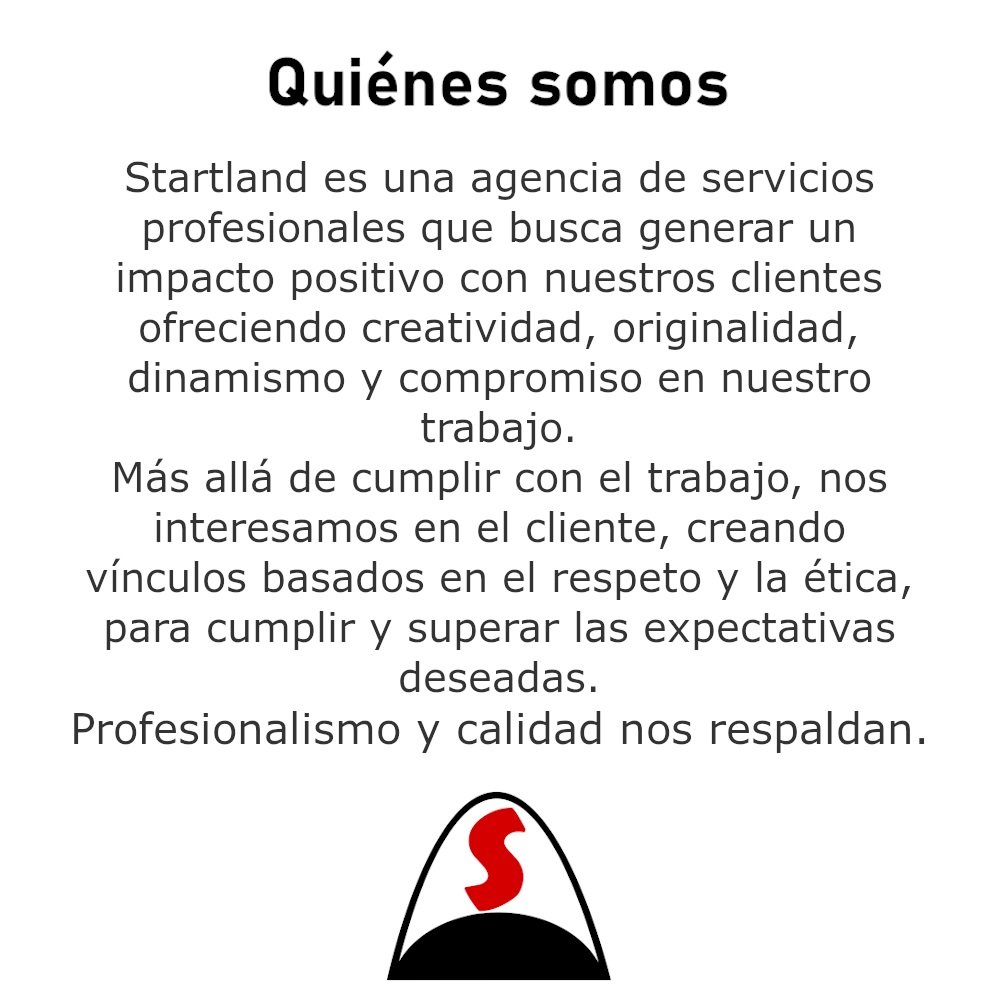 Quiénes somos
Startland es una agencia de servicios
profesionales que busca generar un
impacto positivo con nuestros clientes
ofreciendo creatividad, originalidad,
dinamismo y compromiso en nuestro
trabajo.
Más allá de cumplir con el trabajo, nos
interesamos en el cliente, creando
vínculos basados en el respeto y la ética,
para cumplir y superar las expectativas
deseadas.
Profesionalismo y calidad nos respaldan.
S